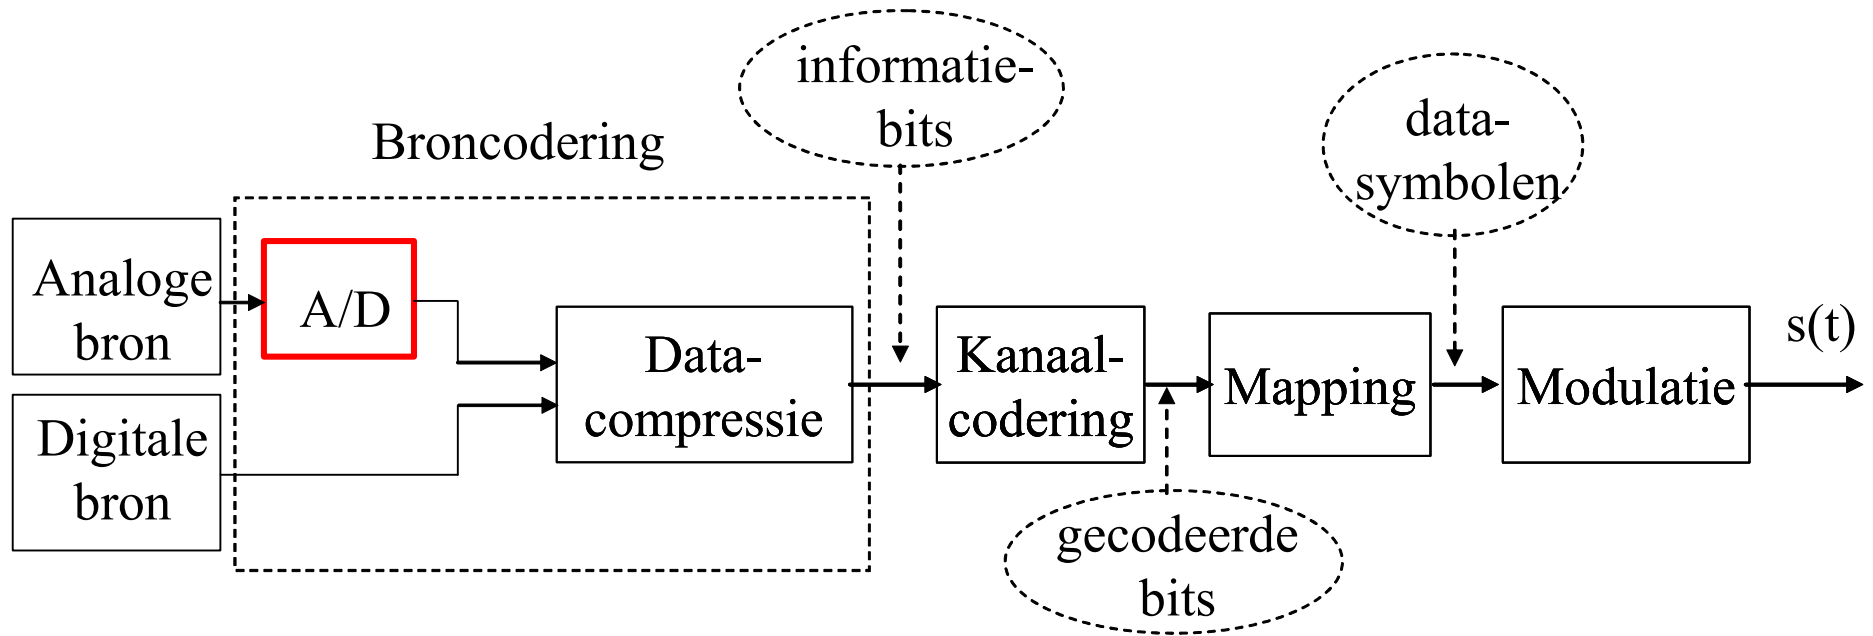 informatie-
bits
data-
symbolen
Broncodering
Analoge
bron
A/D
Digitale
bron
Data-
compressie
Kanaal-
codering
Mapping
Modulatie
s(t)
gecodeerde
bits